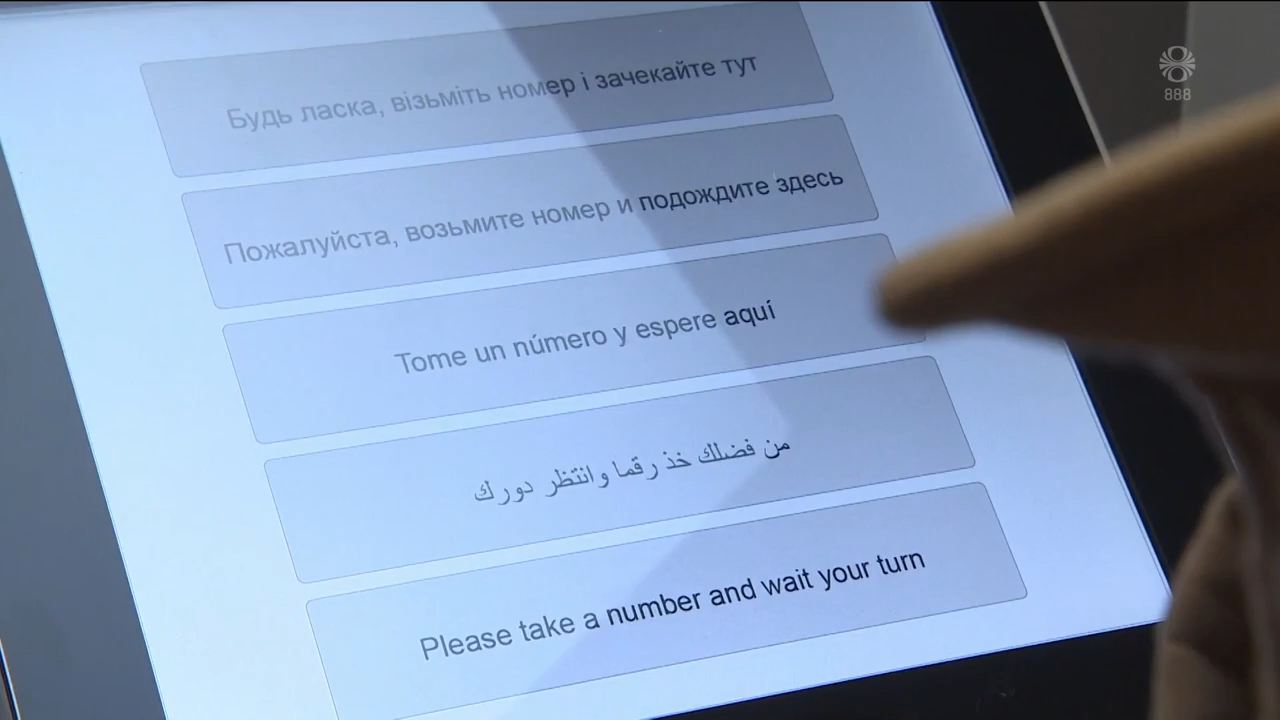 Будь ласка, візьміть номер і зачекайте тут
Пожалуйста, возьмите номер и подождите здесь
Tome un número y espere aquí
من فضلك خذ رقما وانتظر دورك
Please take a number and wait your turn
888